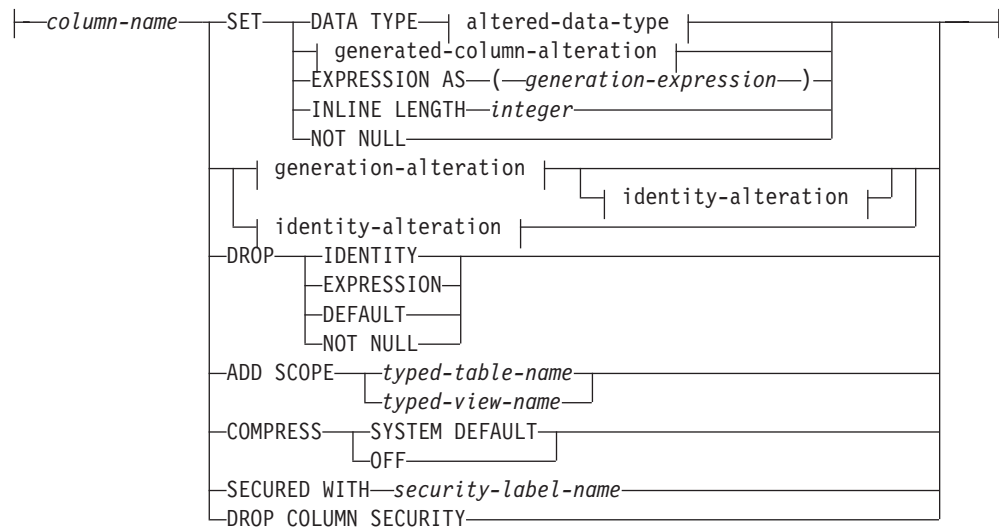 column-name SET DATA TYPE altered-data-type
generated-column-alteration
EXPRESSION AS ( generation-expression )
INLINE LENGTH integer
NOT NULL
generation-alteration
identity-alteration
identity-alteration
DROP IDENTITY
EXPRESSION
DEFAULT
NOT NULL
ADD SCOPE typed-table-name
typed-view-name
COMPRESS SYSTEM DEFAULT
OFF
SECURED WITH security-label-name
DROP COLUMN SECURITY